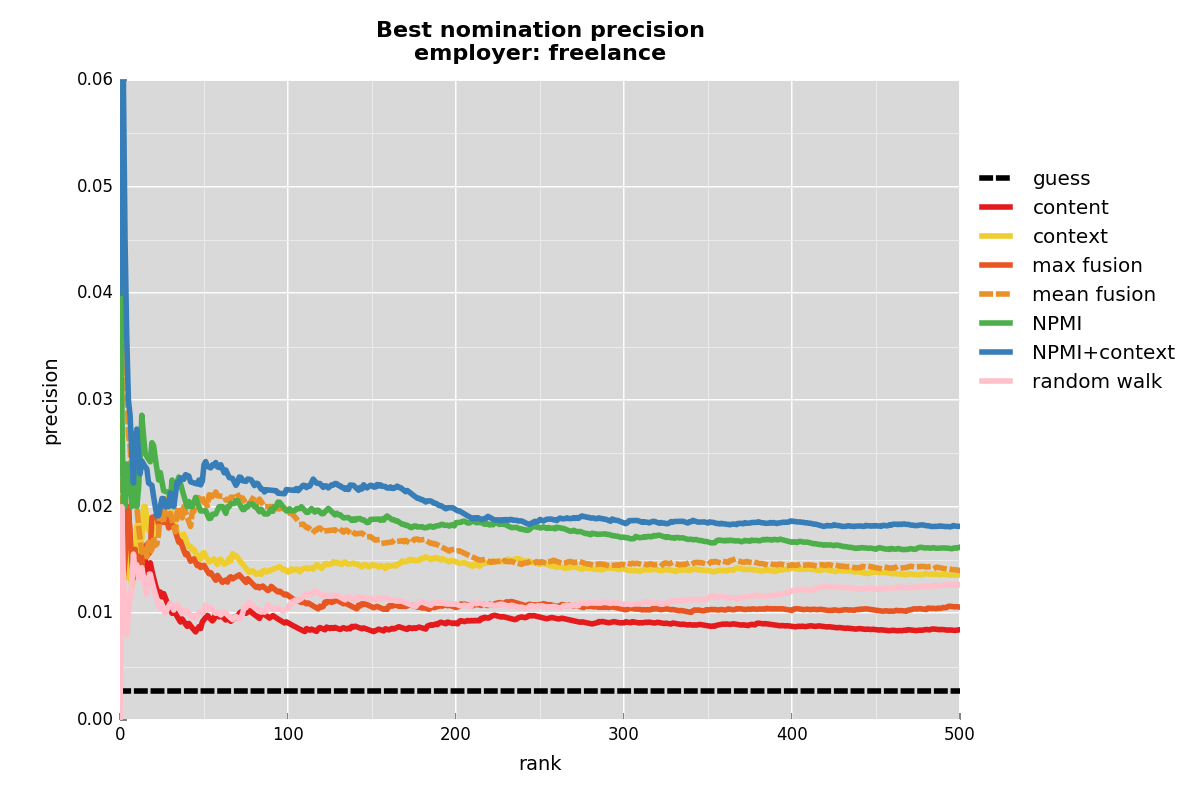 Best nomination precision
employer: freelance
0.06
0.05
0.04
0.03
0.02
0.01
0.00
precision
0
100
200
300
400
500
rank
guess
content
context
max fusion
mean fusion
NPMI
NPMI+context
random walk